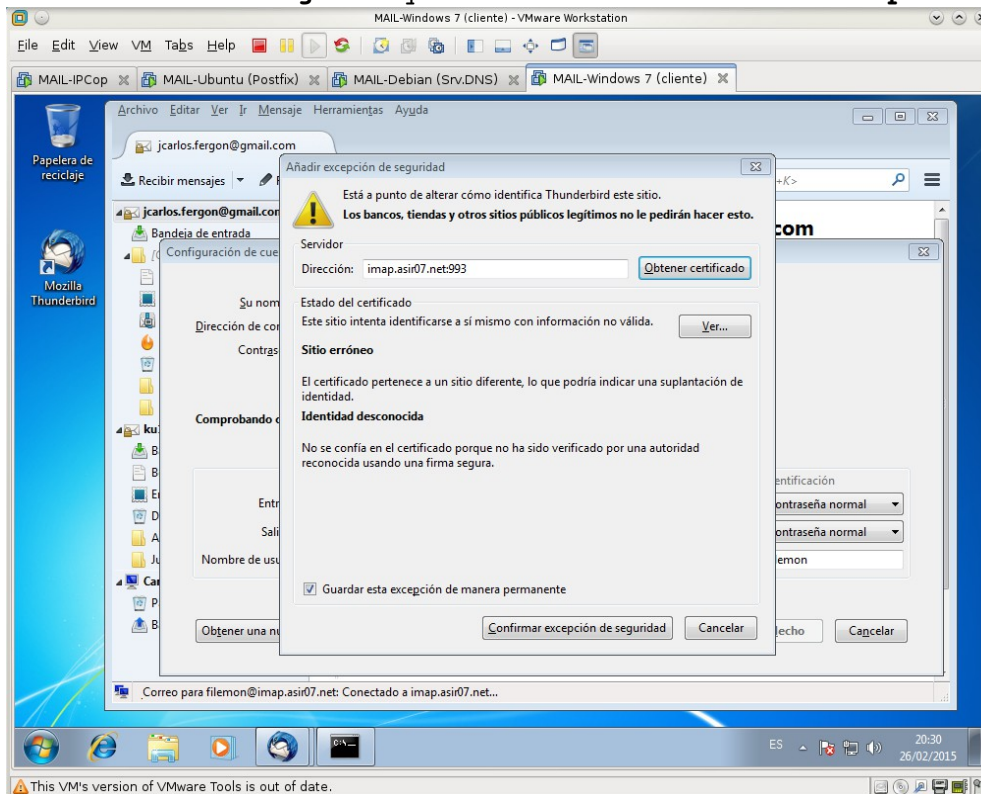 MAIL-Windows 7 (cliente) - VMware Workstation
File Edit View VM Tabs Help
MAIL-IPCop MAIL-Ubuntu (Postfix) MAIL-Debian (Srv.DNS) MAIL-Windows 7 (cliente)
Papelera de
reciclaje
Mozilla
Thunderbird
Archivo Editar Ver Ir Mensaje Herramientas Ayuda
jcarlos.fergon@gmail.com
Recibir mensajes
+K>
jcarlos.fergon@gmail.com
Bandeja de entrada
com
Configuración de cue
Su nom
Dirección de cor
Contras
Comprobando c
Entr
Sali
Nombre de usu
Obtener una nu
entificación
ontraseña normal
ontraseña normal
emon
echo
Cancelar
Añadir excepción de seguridad
Está a punto de alterar cómo identifica Thunderbird este sitio.
Los bancos, tiendas y otros sitios públicos legítimos no le pedirán hacer esto.
Servidor
Dirección: imap.asir07.net:993 Obtener certificado
Estado del certificado
Este sitio intenta identificarse a sí mismo con información no válida. Ver...
Sitio erróneo
El certificado pertenece a un sitio diferente, lo que podría indicar una suplantación de
identidad.
Identidad desconocida
No se confía en el certificado porque no ha sido verificado por una autoridad
reconocida usando una firma segura.
Guardar esta excepción de manera permanente
Confirmar excepción de seguridad Cancelar
Correo para filemon@imap.asir07.net: Conectado a imap.asir07.net...
ES 20:30
26/02/2015
This VM's version of VMware Tools is out of date.